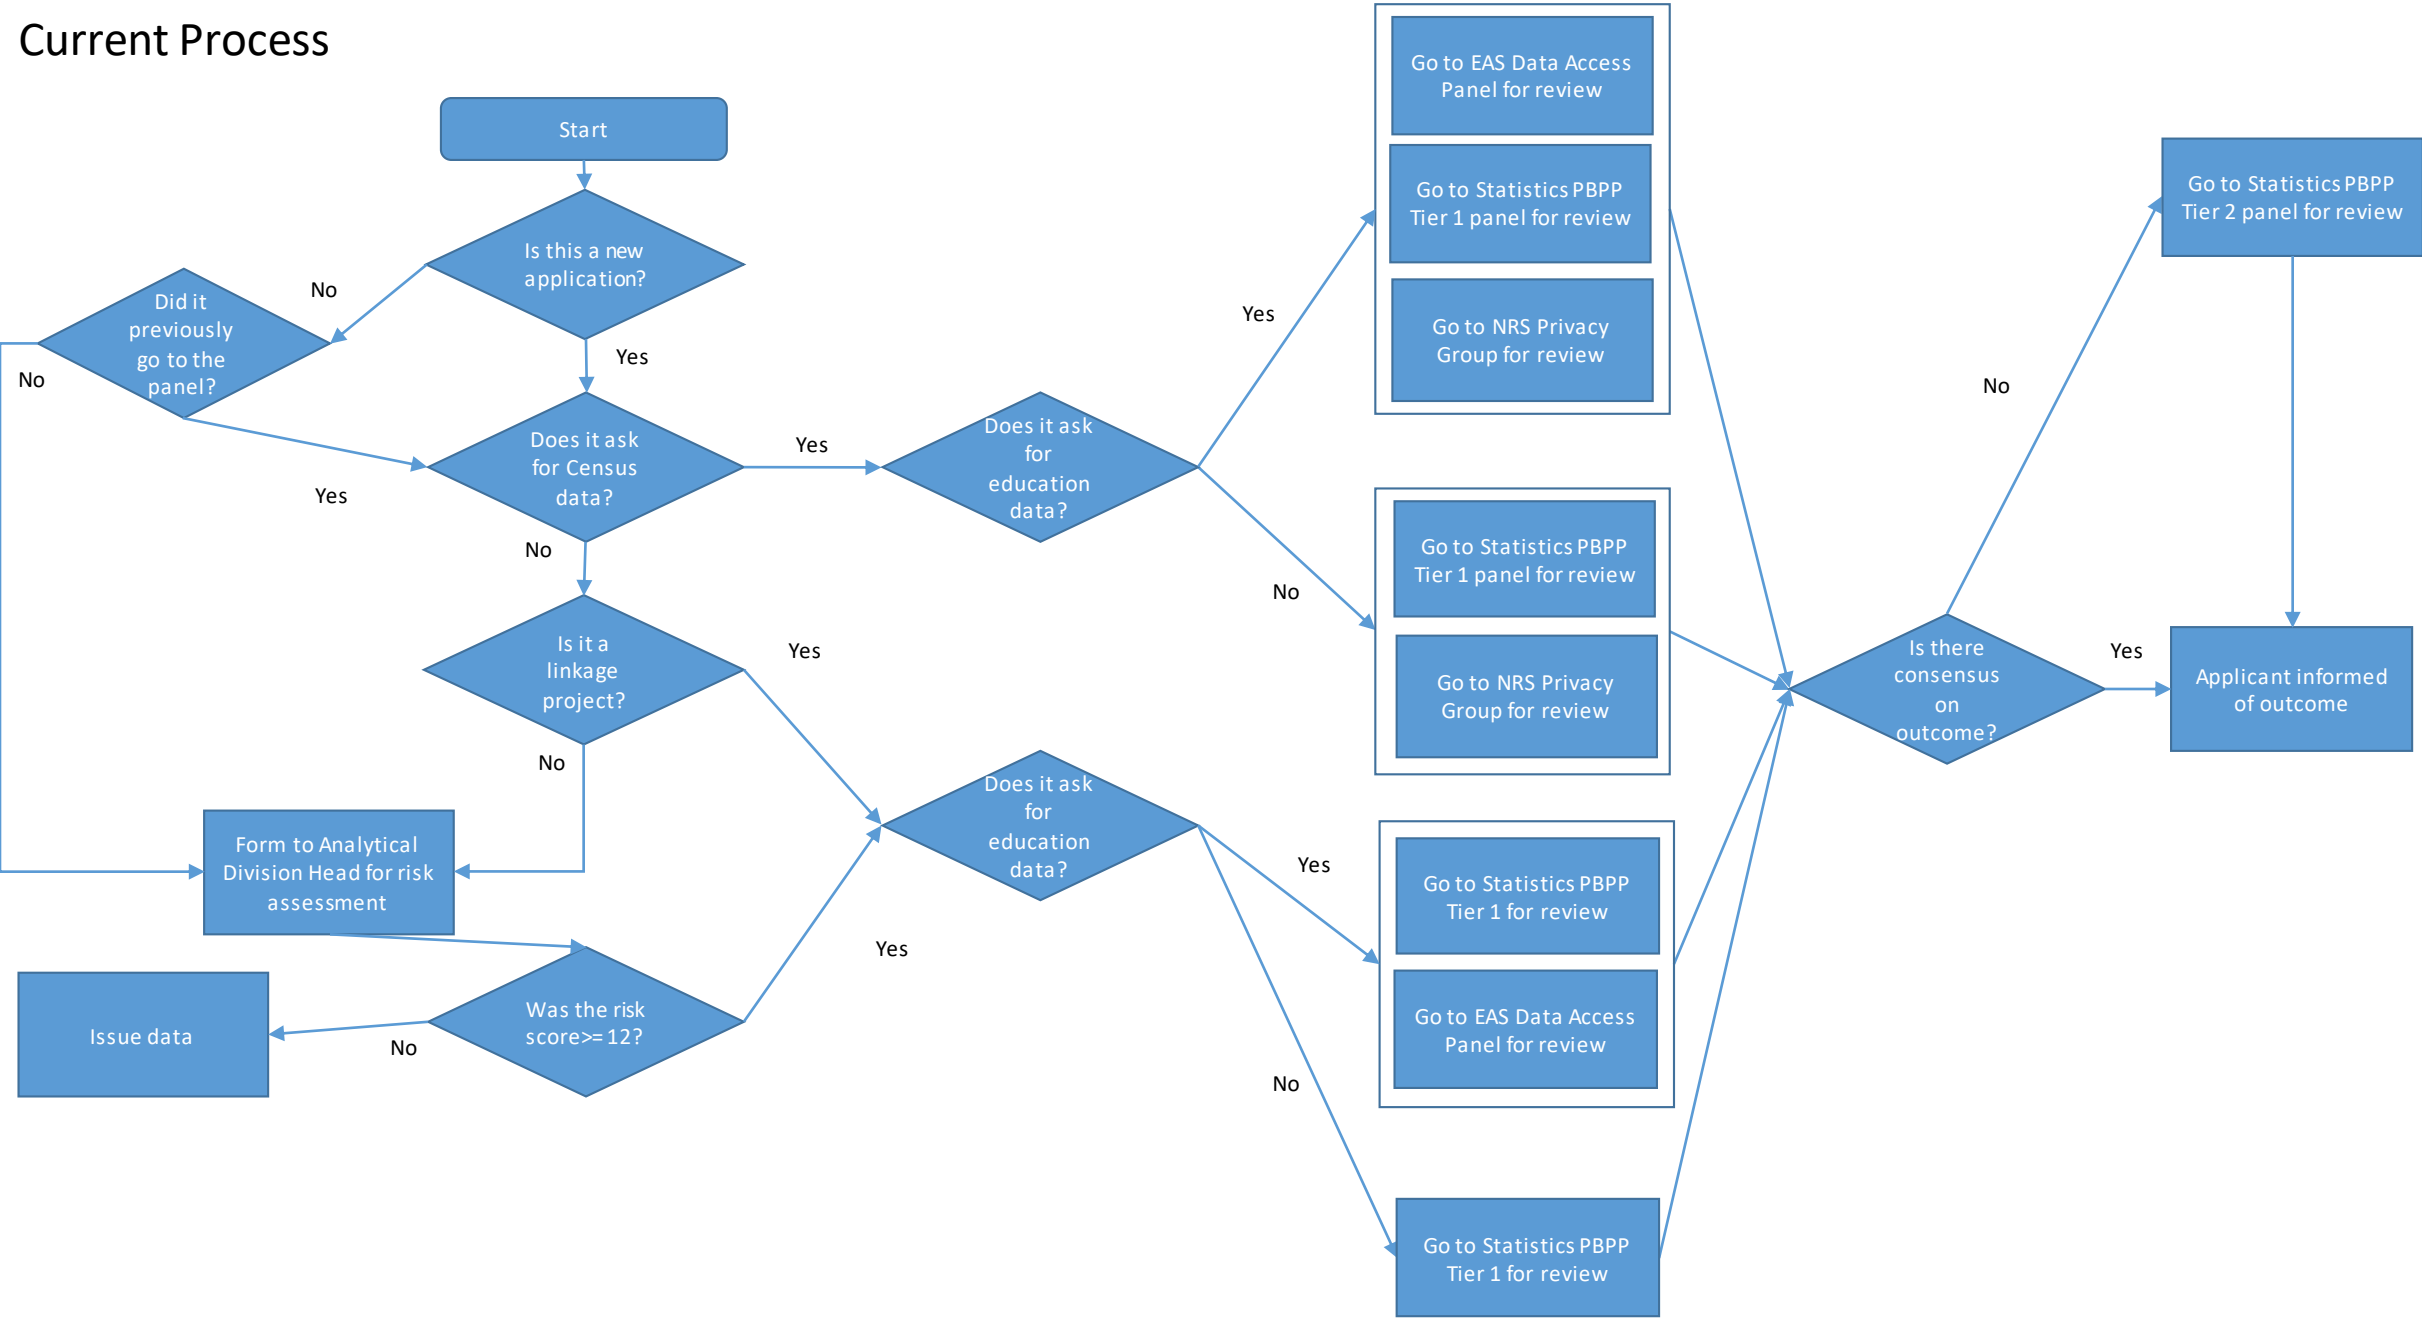 Current Process
Start
Is this a new
application?
No
Yes
Did it
previously
go to the
panel?
No
Yes
Does it ask
for Census
data?
Yes
No
Is it a
linkage
project?
Yes
No
Form to Analytical
Division Head for risk
assessment
Was the risk
score>= 12?
No
Yes
Issue data
Does it ask
for
education
data?
Yes
No
Does it ask
for
education
data?
Yes
No
Go to EAS Data Access
Panel for review
Go to Statistics PBPP
Tier 1 panel for review
Go to NRS Privacy
Group for review
Go to Statistics PBPP
Tier 1 panel for review
Go to NRS Privacy
Group for review
Go to Statistics PBPP
Tier 1 for review
Go to EAS Data Access
Panel for review
Go to Statistics PBPP
Tier 1 for review
Is there
consensus
on
outcome?
No
Yes
Go to Statistics PBPP
Tier 2 panel for review
Applicant informed
of outcome